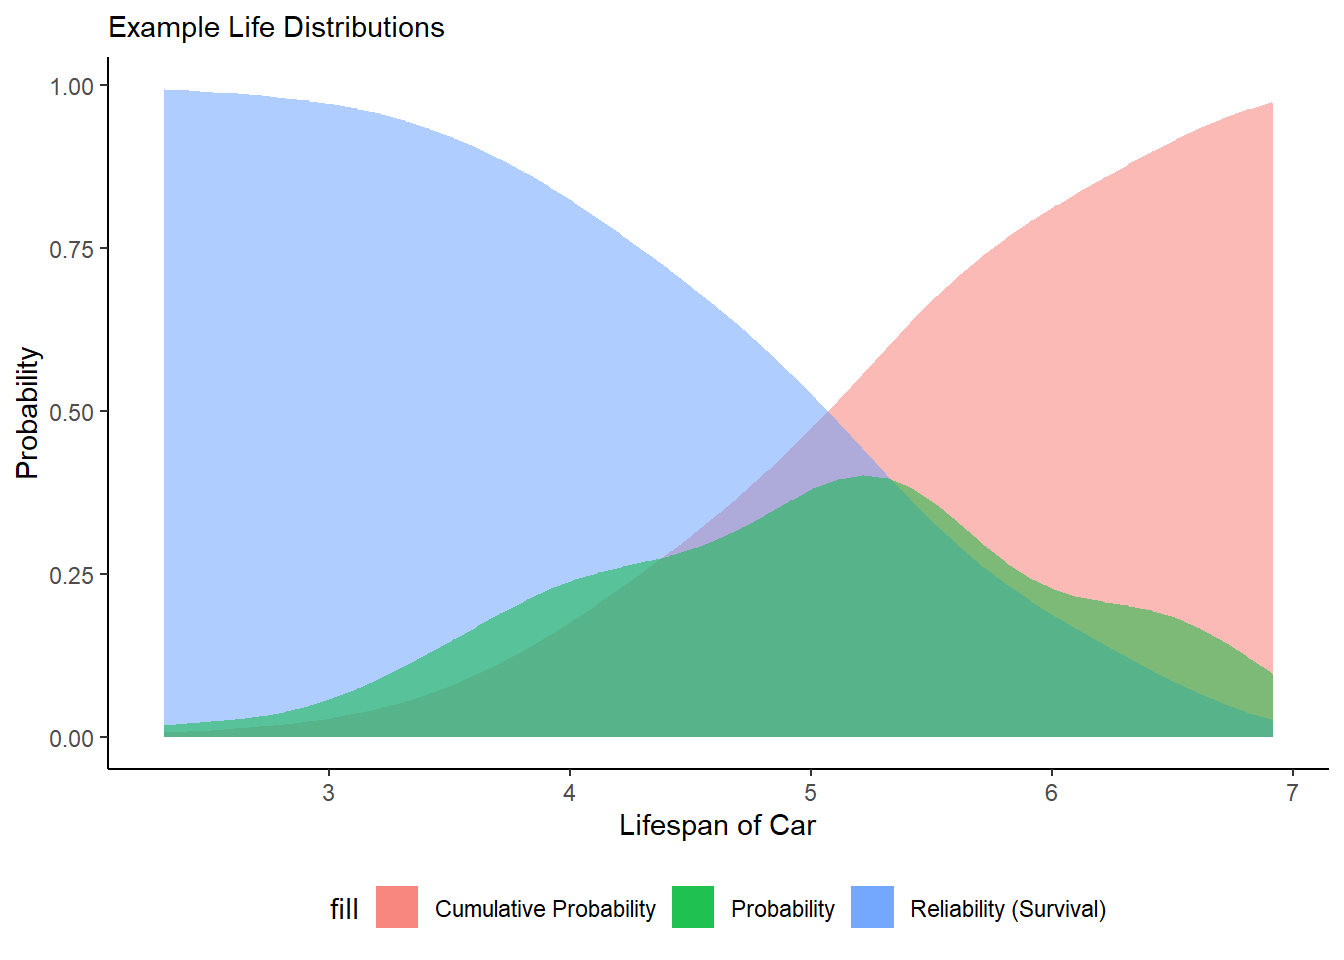 Example Life Distributions
Probability
1.00
0.75
0.50
0.25
0.00
3 4 5 6 7
Lifespan of Car
fill Cumulative Probability Probability Reliability (Survival)